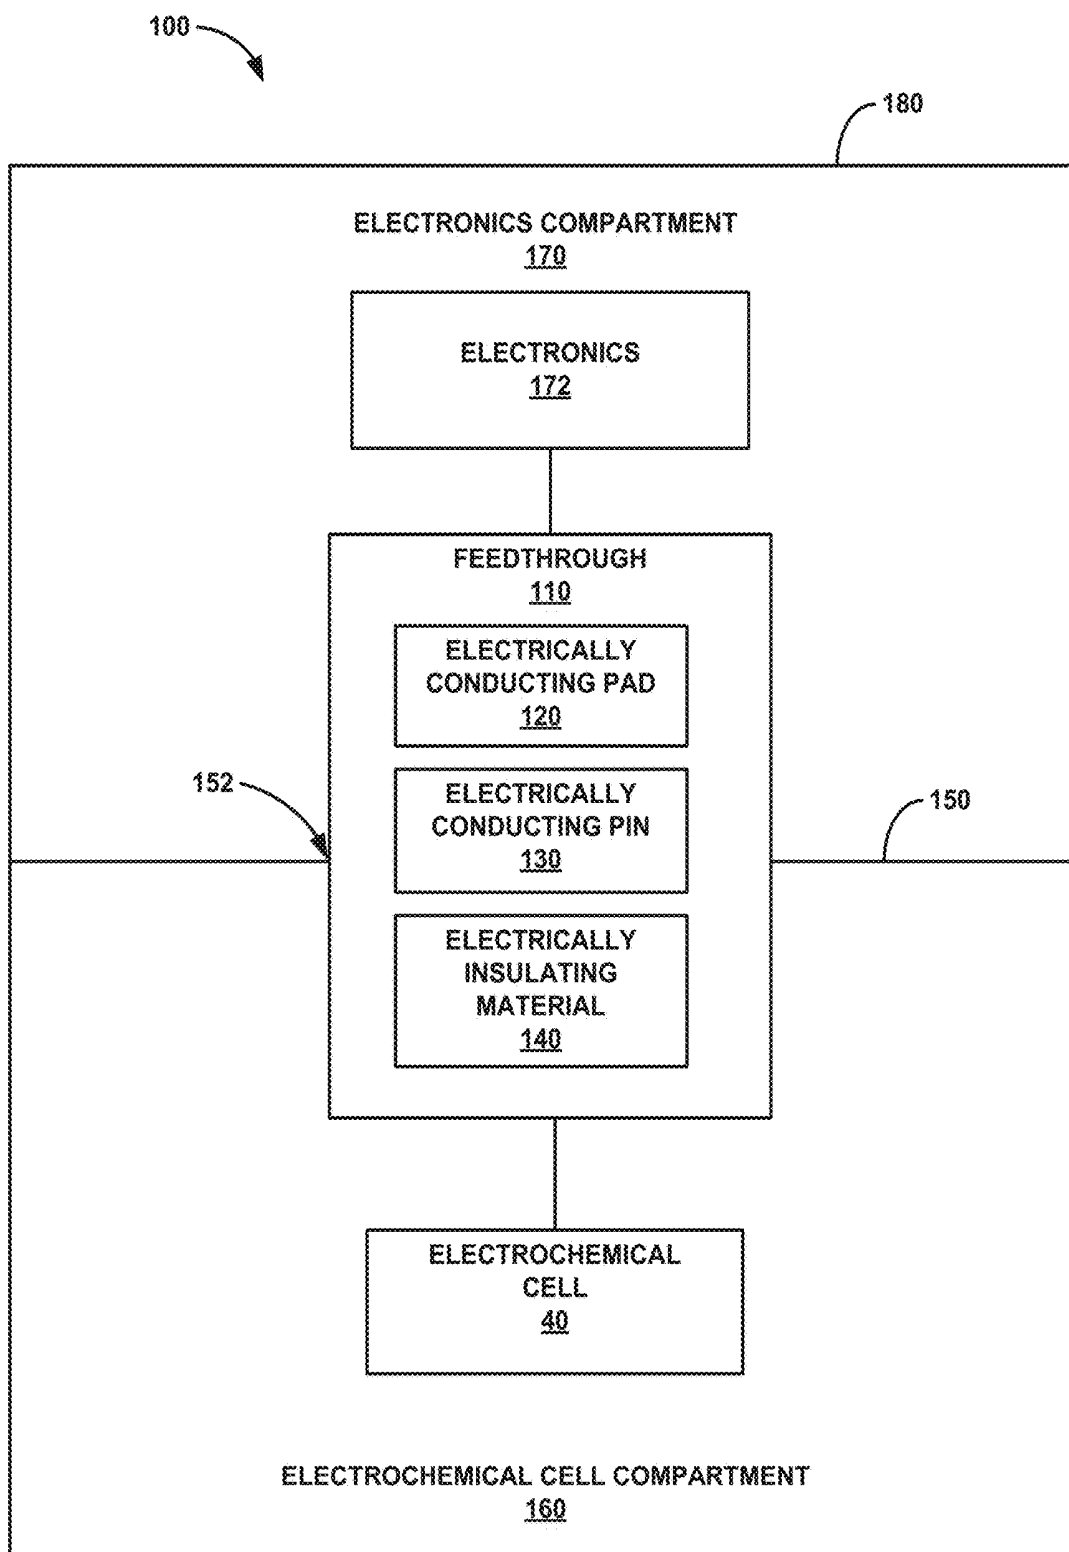 100
180
ELECTRONICS COMPARTMENT
170
ELECTRONICS
172
FEEDTHROUGH
110
ELECTRICALLY
CONDUCTING PAD
120
152
ELECTRICALLY
CONDUCTING PIN
130
150
ELECTRICALLY
INSULATING
MATERIAL
140
ELECTROCHEMICAL
CELL
40
ELECTROCHEMICAL CELL COMPARTMENT
160